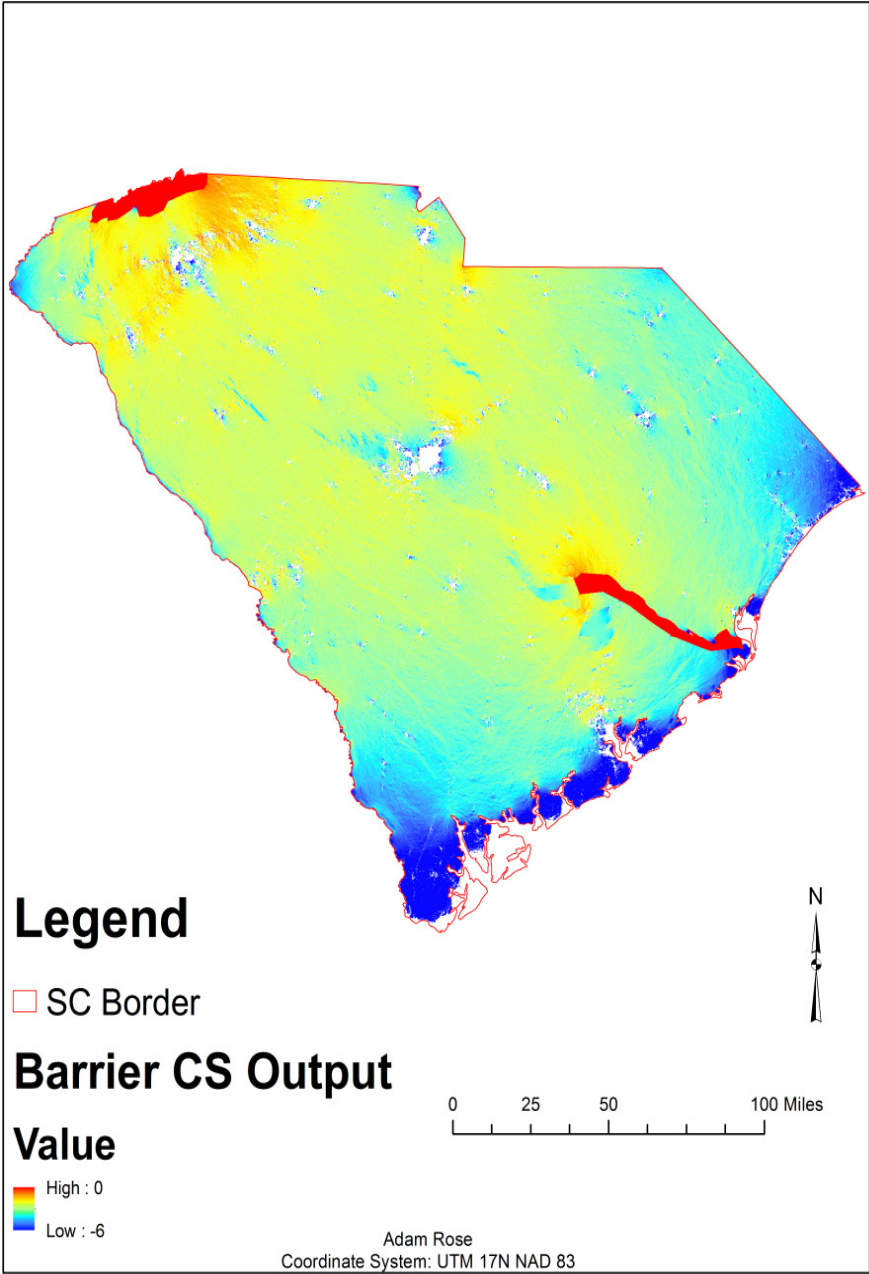 N
Legend
SC Border
Barrier CS Output
Value
High : 0
Low : -6
0 25 50 100 Miles
Adam Rose
Coordinate System: UTM 17N NAD 83